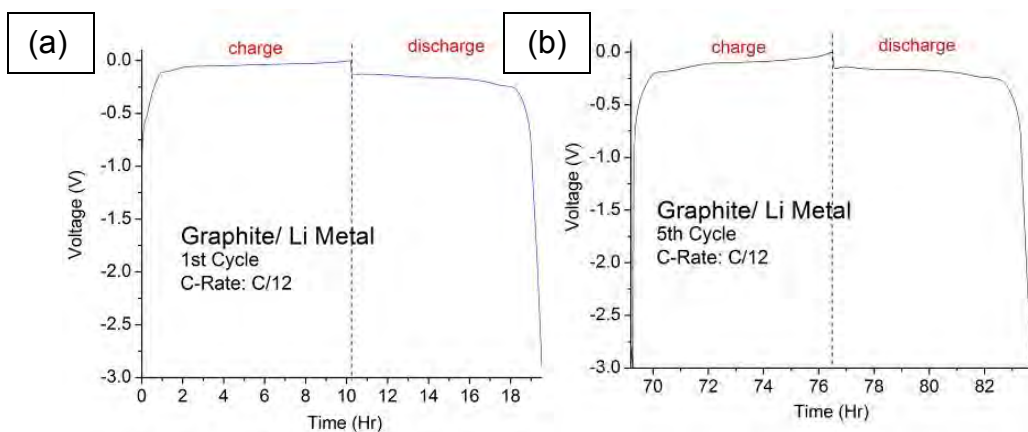 (a)
charge
discharge
0.0
-0.5
-1.0
-1.5
-2.0
-2.5
-3.0
Voltage (V)
Graphite/ Li Metal
1st Cycle
C-Rate: C/12
0 2 4 6 8 10 12 14 16 18
Time (Hr)
(b)
charge
discharge
0.0
-0.5
-1.0
-1.5
-2.0
-2.5
-3.0
Voltage (V)
Graphite/ Li Metal
5th Cycle
C-Rate: C/12
70 72 74 76 78 80 82
Time (Hr)